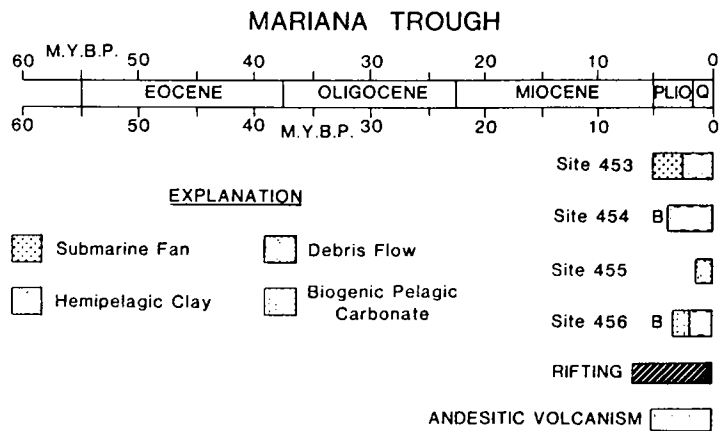 MARIANA TROUGH
M.Y.B.P.
60 50 40 30 20 10 0
EOCENE OLIGOCENE MIOCENE PLIO Q
60 50 40 M.Y.B.P. 30 20 10 0
Site 453
EXPLANATION
Site 454 B
Submarine Fan Debris Flow
Site 455
Hemipelagic Clay Biogenic Pelagic
Carbonate
Site 456 B
RIFTING
ANDESITIC VOLCANISM